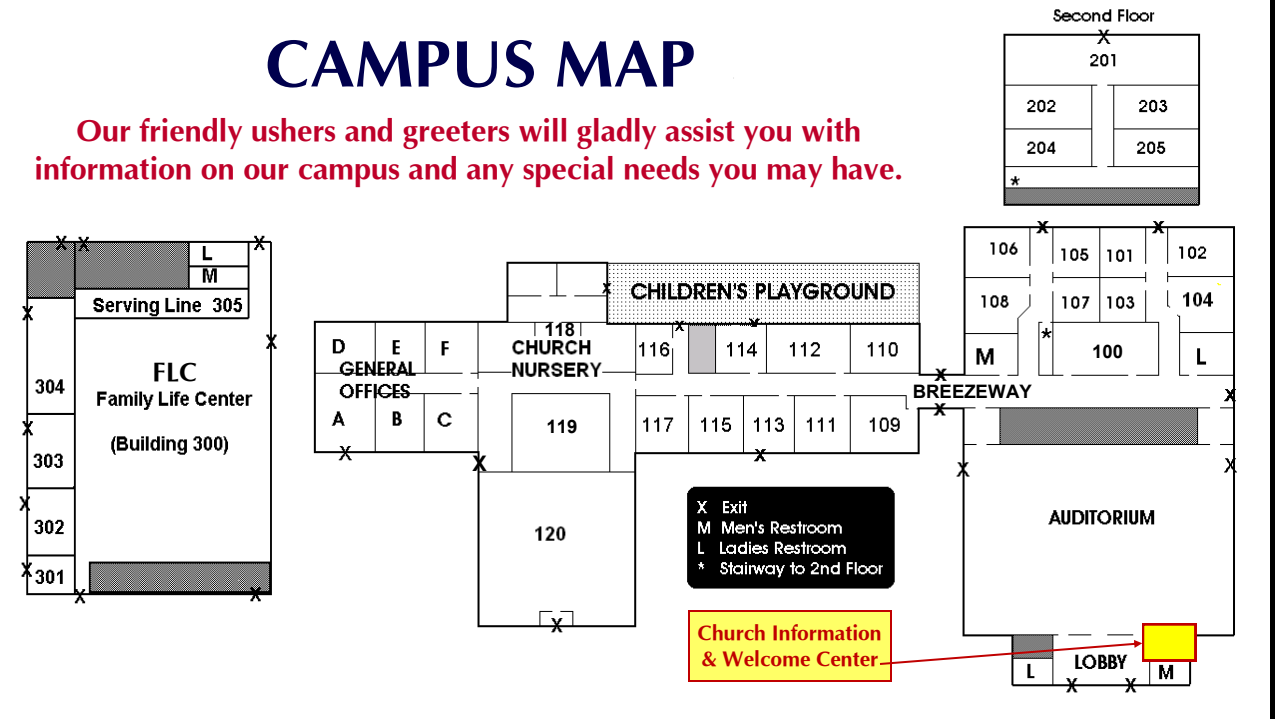 CAMPUS MAP
Our friendly ushers and greeters will gladly assist you with
information on our campus and any special needs you may have.
Second Floor
X
201
202 203
204 205
*
X X X
L
M
Serving Line 305
X
X
FLC
Family Life Center
(Building 300)
304
X
303
X
302
X
301
X X
D E F
GENERAL
OFFICES
A B C
X
118
CHURCH
NURSERY
119
X
120
X
CHILDREN'S PLAYGROUND
X
X X
116 114 112 110
117 115 113 111 109
X
X X
106 105 101 102
108 107 103 104
*
M 100 L
X
BREEZEWAY
X
X
X X
AUDITORIUM
X Exit
M Men's Restroom
L Ladies Restroom
* Stairway to 2nd Floor
Church Information
& Welcome Center
LOBBY
L M
X X